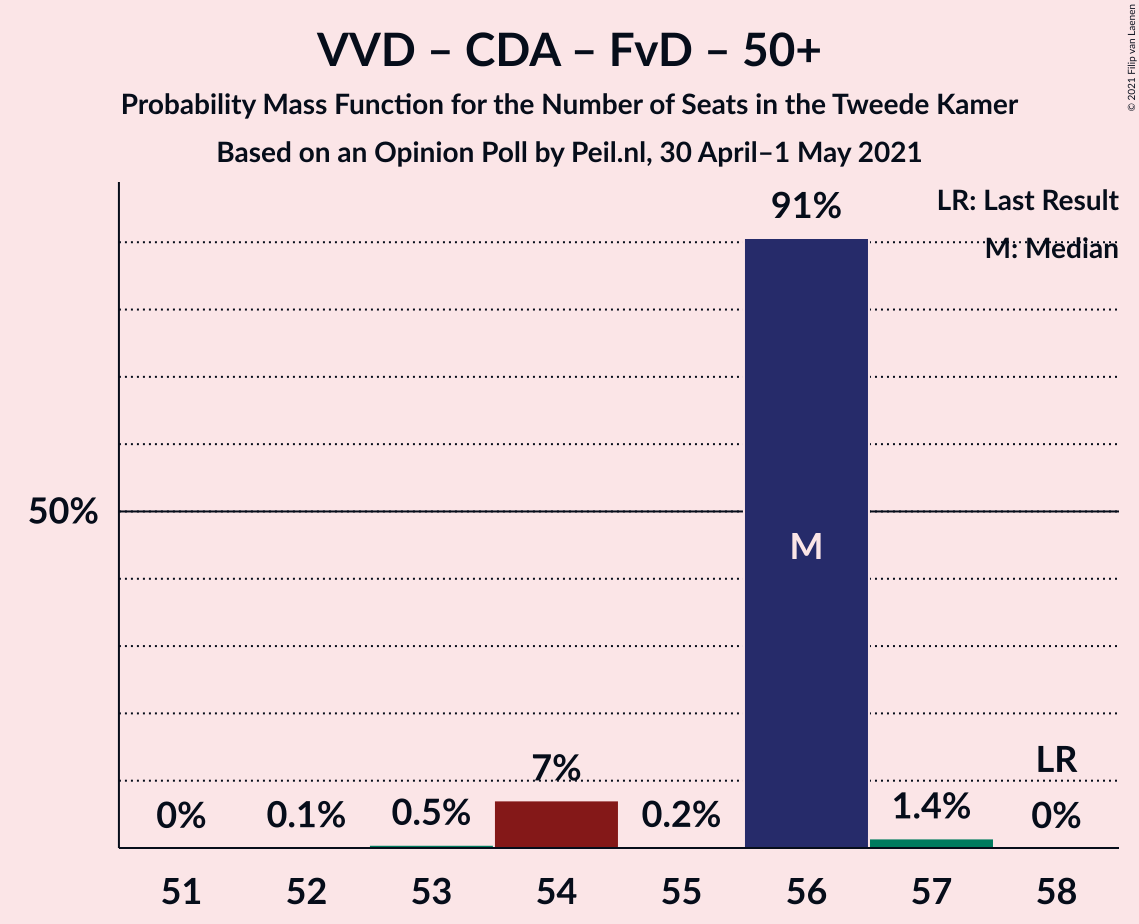 VVD – CDA – FvD – 50+
Probability Mass Function for the Number of Seats in the Tweede Kamer
Based on an Opinion Poll by Peil.nl, 30 April–1 May 2021
© 2021 Filip van Laenen
LR: Last Result
M: Median
91%
50%
M
LR
7%
0% 0.1% 0.5% 0.2% 1.4% 0%
51 52 53 54 55 56 57 58